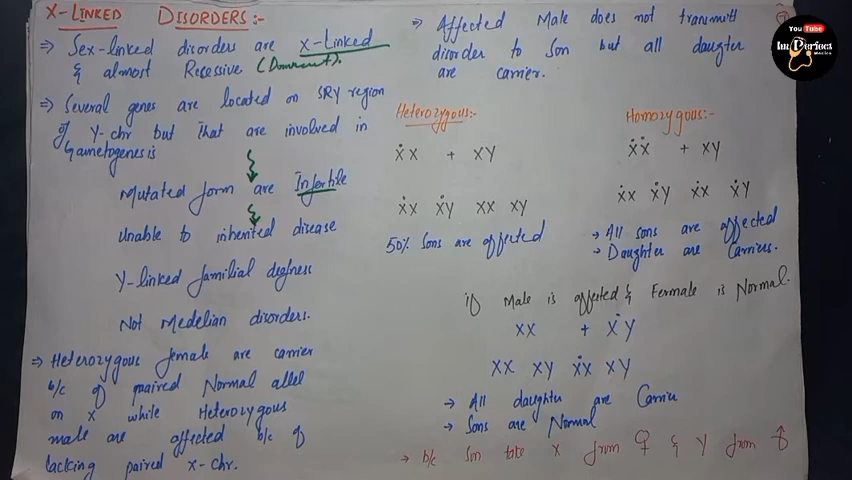 X-LINKED DISORDERS:-
⇒ Sex-linked disorders are X-Linked
& almost Recessive (Dominant).
⇒ Several genes are located on SRY region
of Y-chr but that are involved in
Gametogenesis
Mutated form are Infertile
Unable to inherited disease
Y-linked familial deafness
Not Medelian disorders.
⇒ Heterozygous female are carrier
b/c of paired Normal allel
on X while Heterozygous
male are affected b/c of
lacking paired X-chr.
⇒ Affected Male does not transmitt
disorder to Son but all daugter
are carrier.
Heterozygous:-
ẊX + XY
ẊX ẊY XX XY
50% Sons are affected
Homozygous:-
ẊẊ + XY
ẊX ẊY ẊX ẊY
→ All sons are affected
→ Daughter are Carriers.
if Male is affected & Fermale is Normal.
XX + ẊY
XX XY ẊX XY
→ All daughter are Carrier
→ Sons are Normal
→ b/c Son take X from ♀ & Y from ♂
YouTube